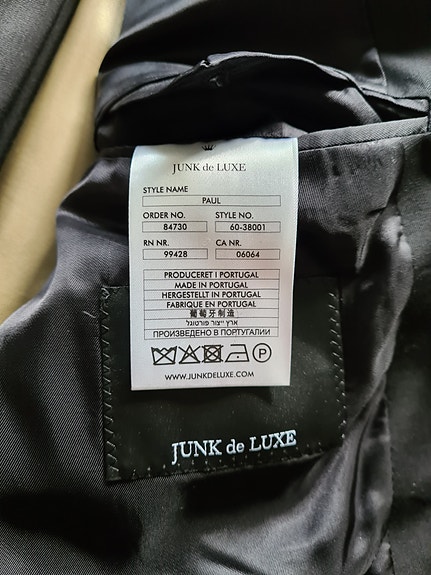 JUNK de LUXE
STYLE NAME
PAUL
ORDER NO. STYLE NO.
84730 60-38001
RN NR. CA NR.
99428 06064
PRODUCERET I PORTUGAL
MADE IN PORTUGAL
HERGESTELLT IN PORTUGAL
FABRIQUE EN PORTUGAL
葡萄牙制造
ארץ ייצור פורטוגל
ПРОИЗВЕДЕНО В ПОРТУГАЛИИ
P
WWW.JUNKDELUXE.COM
JUNK de LUXE